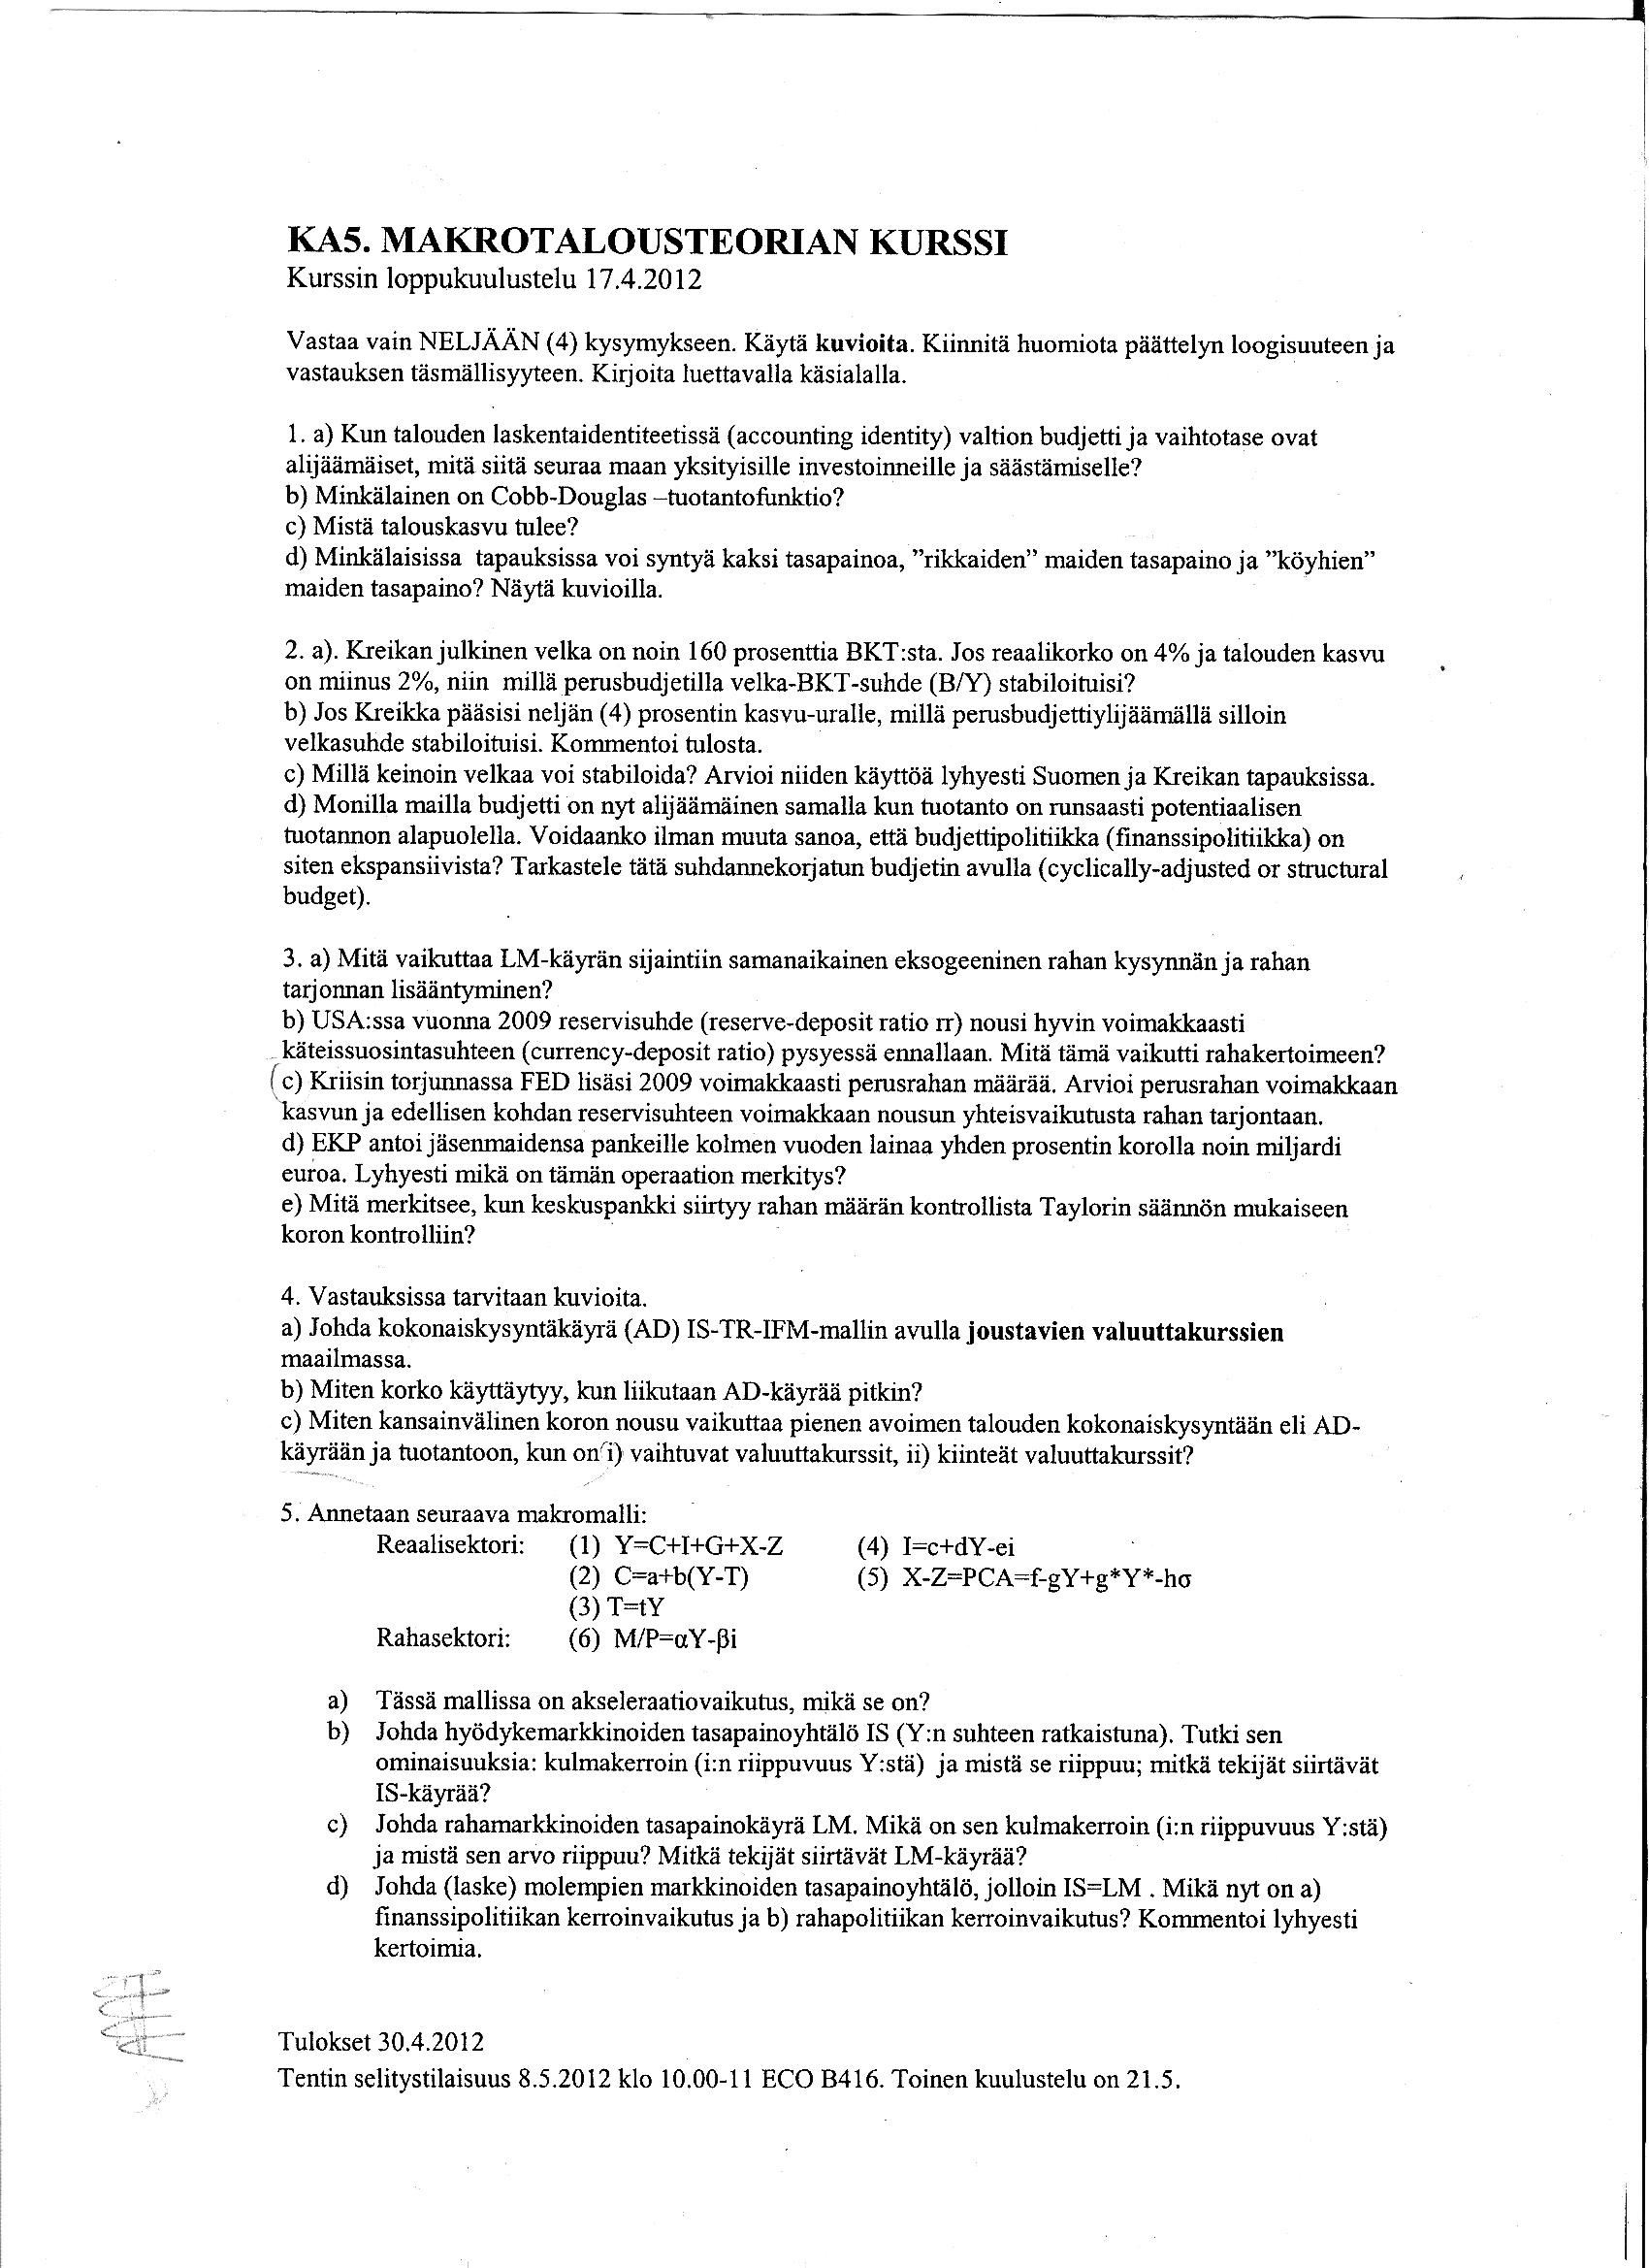 KA5. MAKROTALOUSTEORIAN KURSSI
Kurssin loppukuulustelu 17.4.2012
Vastaa vain NELJÄÄN (4) kysymykseen. Käytä kuvioita. Kiinnitä huomiota päättelyn loogisuuteen ja
vastauksen täsmällisyyteen. Kirjoita luettavalla käsialalla.
1. a) Kun talouden laskentaidentiteetissä (accounting identity) valtion budjetti ja vaihtotase ovat
alijäämäiset, mitä siitä seuraa maan yksityisille investoinneille ja säästämiselle?
b) Minkälainen on Cobb-Douglas –tuotantofunktio?
c) Mistä talouskasvu tulee?
d) Minkälaisissa tapauksissa voi syntyä kaksi tasapainoa, ”rikkaiden” maiden tasapaino ja ”köyhien”
maiden tasapaino? Näytä kuvioilla.
2. a). Kreikan julkinen velka on noin 160 prosenttia BKT:sta. Jos reaalikorko on 4% ja talouden kasvu
on miinus 2%, niin millä perusbudjetilla velka-BKT-suhde (B/Y) stabiloituisi?
b) Jos Kreikka pääsisi neljän (4) prosentin kasvu-uralle, millä perusbudjettiylijäämällä silloin
velkasuhde stabiloituisi. Kommentoi tulosta.
c) Millä keinoin velkaa voi stabiloida? Arvioi niiden käyttöä lyhyesti Suomen ja Kreikan tapauksissa.
d) Monilla mailla budjetti on nyt alijäämäinen samalla kun tuotanto on runsaasti potentiaalisen
tuotannon alapuolella. Voidaanko ilman muuta sanoa, että budjettipolitiikka (finanssipolitiikka) on
siten ekspansiivista? Tarkastele tätä suhdannekorjatun budjetin avulla (cyclically-adjusted or structural
budget).
3. a) Mitä vaikuttaa LM-käyrän sijaintiin samanaikainen eksogeeninen rahan kysynnän ja rahan
tarjonnan lisääntyminen?
b) USA:ssa vuonna 2009 reservisuhde (reserve-deposit ratio rr) nousi hyvin voimakkaasti
käteissuosintasuhteen (currency-deposit ratio) pysyessä ennallaan. Mitä tämä vaikutti rahakertoimeen?
c) Kriisin torjunnassa FED lisäsi 2009 voimakkaasti perusrahan määrää. Arvioi perusrahan voimakkaan
kasvun ja edellisen kohdan reservisuhteen voimakkaan nousun yhteisvaikutusta rahan tarjontaan.
d) EKP antoi jäsenmaidensa pankeille kolmen vuoden lainaa yhden prosentin korolla noin miljardi
euroa. Lyhyesti mikä on tämän operaation merkitys?
e) Mitä merkitsee, kun keskuspankki siirtyy rahan määrän kontrollista Taylorin säännön mukaiseen
koron kontrolliin?
4. Vastauksissa tarvitaan kuvioita.
a) Johda kokonaiskysyntäkäyrä (AD) IS-TR-IFM-mallin avulla joustavien valuuttakurssien
maailmassa.
b) Miten korko käyttäytyy, kun liikutaan AD-käyrää pitkin?
c) Miten kansainvälinen koron nousu vaikuttaa pienen avoimen talouden kokonaiskysyntään eli AD-
käyrään ja tuotantoon, kun on i) vaihtuvat valuuttakurssit, ii) kiinteät valuuttakurssit?
5. Annetaan seuraava makromalli:
Reaalisektori: (1) Y=C+I+G+X-Z (4) I=c+dY-ei
(2) C=a+b(Y-T) (5) X-Z=PCA=f-gY+g*Y*-hσ
(3) T=tY
Rahasektori: (6) M/P=αY-βi
a) Tässä mallissa on akseleraatiovaikutus, mikä se on?
b) Johda hyödykemarkkinoiden tasapainoyhtälö IS (Y:n suhteen ratkaistuna). Tutki sen
ominaisuuksia: kulmakerroin (i:n riippuvuus Y:stä) ja mistä se riippuu; mitkä tekijät siirtävät
IS-käyrää?
c) Johda rahamarkkinoiden tasapainokäyrä LM. Mikä on sen kulmakerroin (i:n riippuvuus Y:stä)
ja mistä sen arvo riippuu? Mitkä tekijät siirtävät LM-käyrää?
d) Johda (laske) molempien markkinoiden tasapainoyhtälö, jolloin IS=LM . Mikä nyt on a)
finanssipolitiikan kerroinvaikutus ja b) rahapolitiikan kerroinvaikutus? Kommentoi lyhyesti
kertoimia.
Tulokset 30.4.2012
Tentin selitystilaisuus 8.5.2012 klo 10.00-11 ECO B416. Toinen kuulustelu on 21.5.